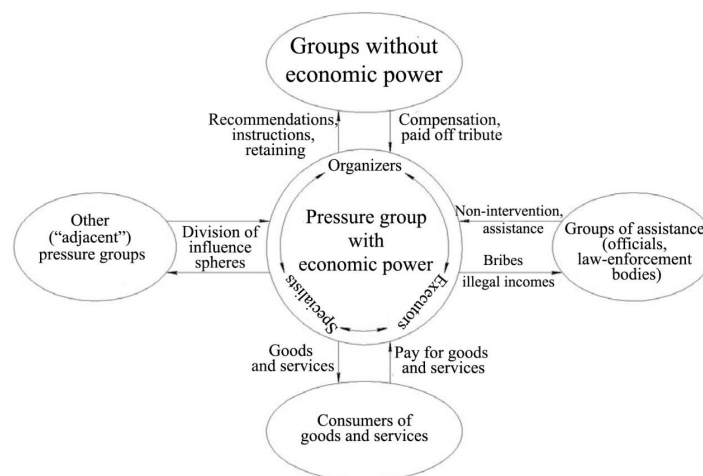 Groups without
economic power
Recommendations,
instructions,
retaining
Compensation,
paid off tribute
Organizers
Other
("adjacent")
pressure groups
Division of
influence
spheres
Pressure group
with
economic power
Non-intervention,
assistance
Bribes
illegal incomes
Groups of assistance
(officials,
law-enforcement
bodies)
Specialists
Executors
Goods
and services
Pay for goods
and services
Consumers of
goods and services